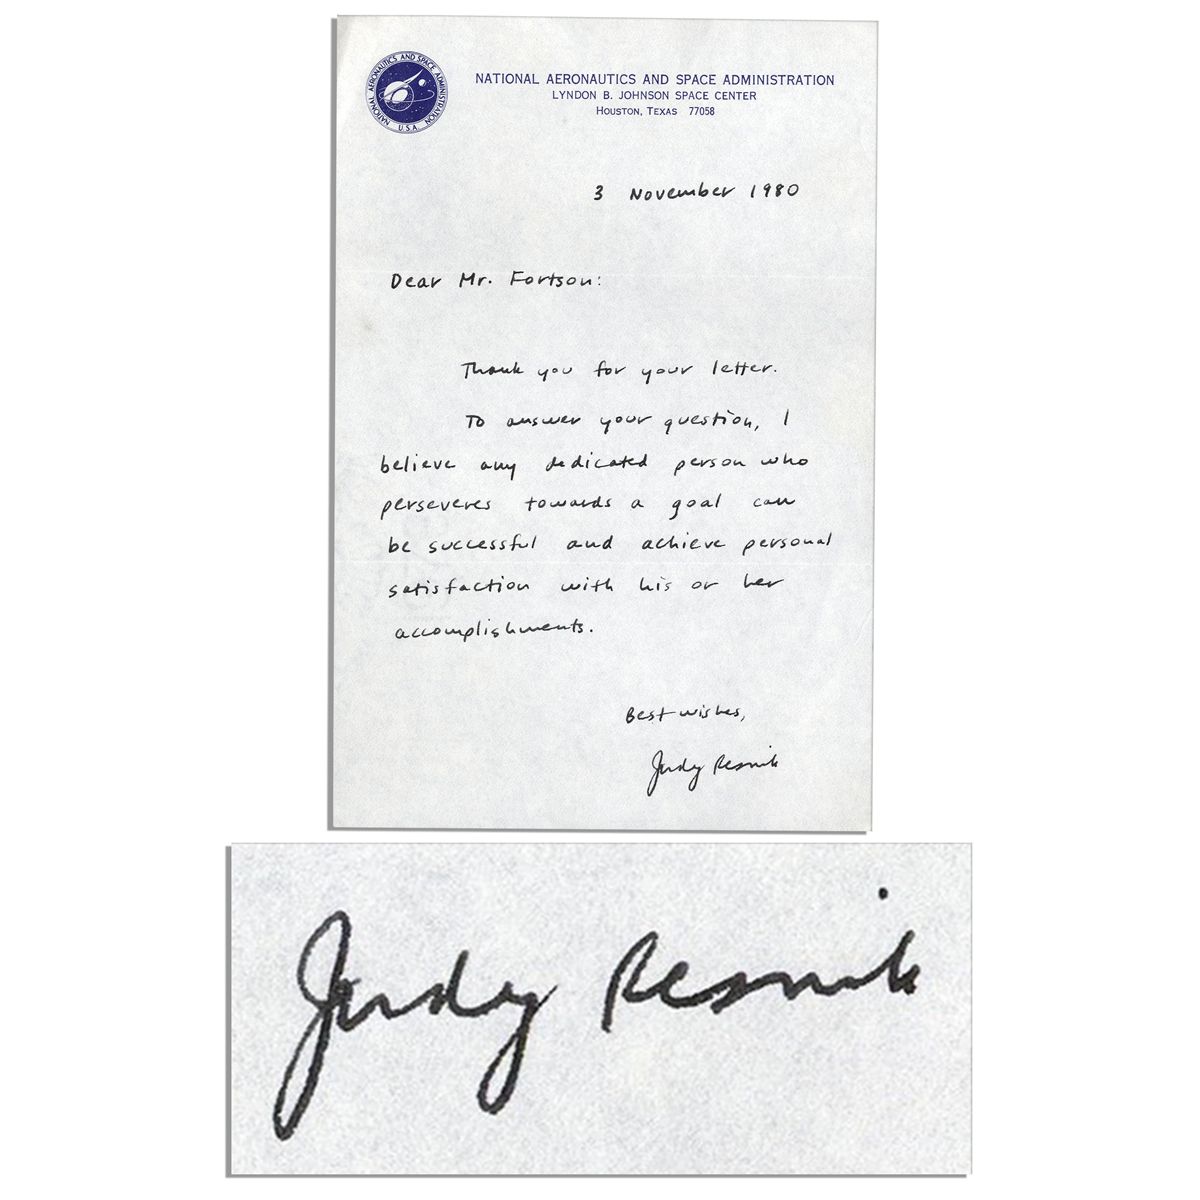 NATIONAL AERONAUTICS AND SPACE ADMINISTRATION
U.S.A.
NATIONAL AERONAUTICS AND SPACE ADMINISTRATION
LYNDON B. JOHNSON SPACE CENTER
HOUSTON, TEXAS 77058
3 November 1980
Dear Mr. Fortson:
Thank you for your letter.
To answer your question, I
believe any dedicated person who
perseveres towards a goal can
be successful and achieve personal
satisfaction with his or her
accomplishments.
Best wishes,
Judy Resnik
Judy Resnik